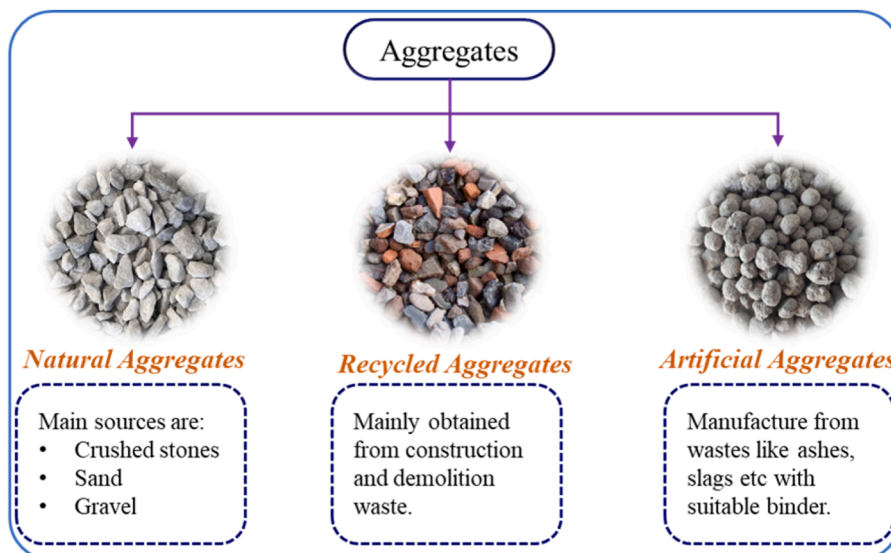 Aggregates
Natural Aggregates
Recycled Aggregates
Artificial Aggregates
Main sources are:
• Crushed stones
• Sand
• Gravel
Mainly obtained
from construction
and demolition
waste.
Manufacture from
wastes like ashes,
slags etc with
suitable binder.